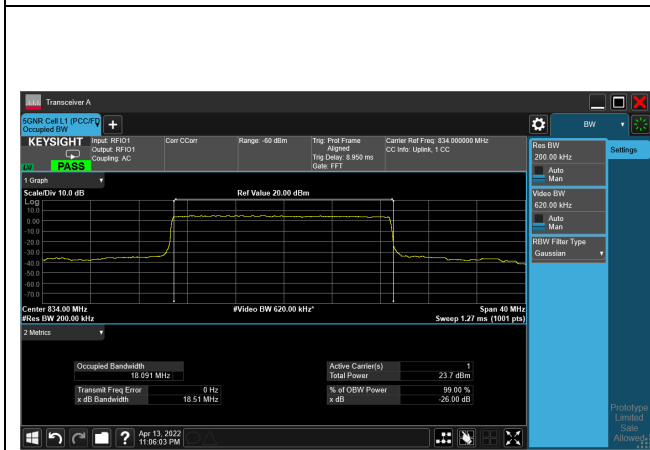 Transceiver A
5GNR Cell L1 (PCC/FD
Occupied BW
BW
KEYSIGHT
PASS
Input: RFIO1
Output: RFIO1
Coupling: AC
Corr CCorr
Range: -60 dBm
Trig: Prot Frame
Aligned
Trig Delay: 8.950 ms
Gate: FFT
Carrier Ref Freq: 834.000000 MHz
CC Info: Uplink, 1 CC
Res BW
200.00 kHz
Auto
Man
Video BW
620.00 kHz
Auto
Man
RBW Filter Type
Gaussian
Settings
1 Graph
Scale/Div 10.0 dB
Ref Value 20.00 dBm
Log
10.0
0.00
-10.0
-20.0
-30.0
-40.0
-50.0
-60.0
-70.0
Center 834.00 MHz
#Video BW 620.00 kHz*
Span 40 MHz
#Res BW 200.00 kHz
Sweep 1.27 ms (1001 pts)
2 Metrics
Occupied Bandwidth
18.091 MHz
Active Carrier(s) 1
Total Power 23.7 dBm
Transmit Freq Error 0 Hz
x dB Bandwidth 18.51 MHz
% of OBW Power 99.00 %
x dB -26.00 dB
Prototype
Limited
Sale
Allowed
Apr 13, 2022
11:06:03 PM